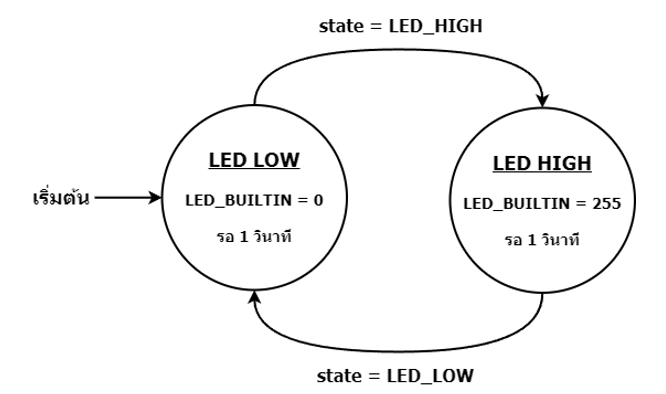 state = LED_HIGH
LED LOW
LED_BUILTIN = 0
รอ 1 วินาที
LED HIGH
LED_BUILTIN = 255
รอ 1 วินาที
เริ่มต้น
state = LED_LOW